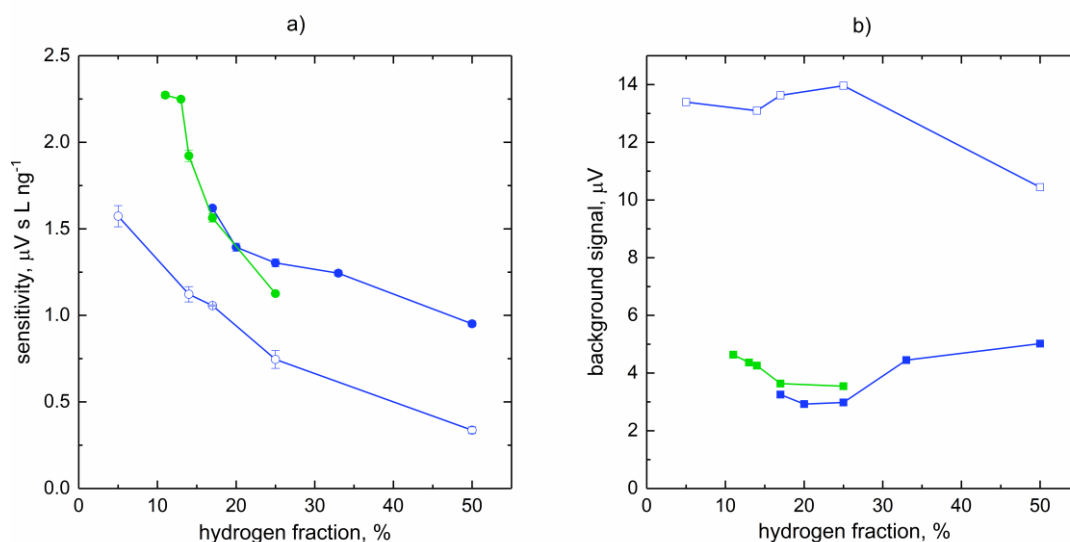 a)
sensitivity, μV s L ng⁻¹
2.5
2.0
1.5
1.0
0.5
0.0
0 10 20 30 40 50
hydrogen fraction, %
b)
background signal, μV
14
12
10
8
6
4
2
0
0 10 20 30 40 50
hydrogen fraction, %